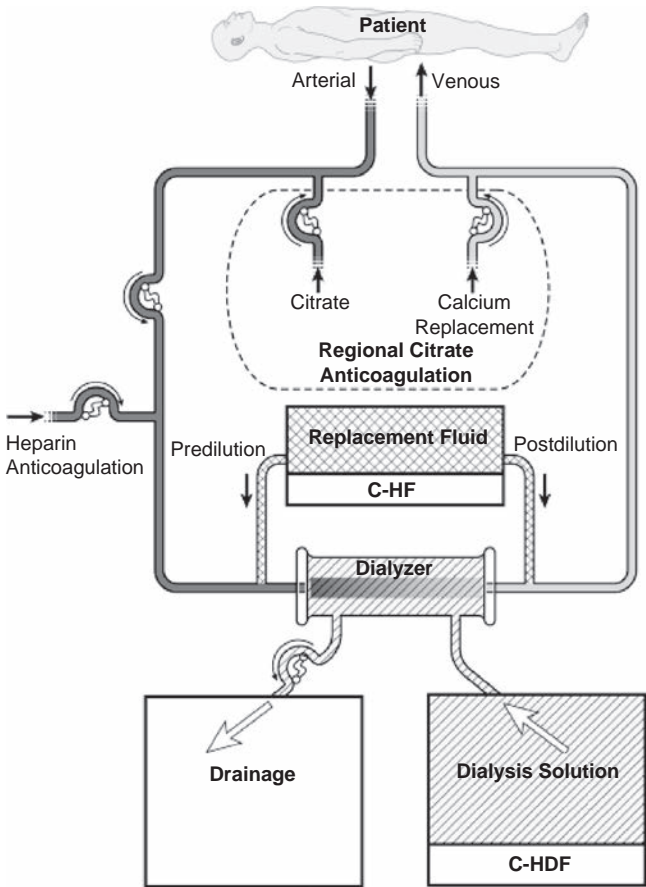 Patient
Arterial
Venous
Citrate
Calcium
Replacement
Regional Citrate
Anticoagulation
Heparin
Anticoagulation
Predilution
Replacement Fluid
Postdilution
C-HF
Dialyzer
Drainage
Dialysis Solution
C-HDF